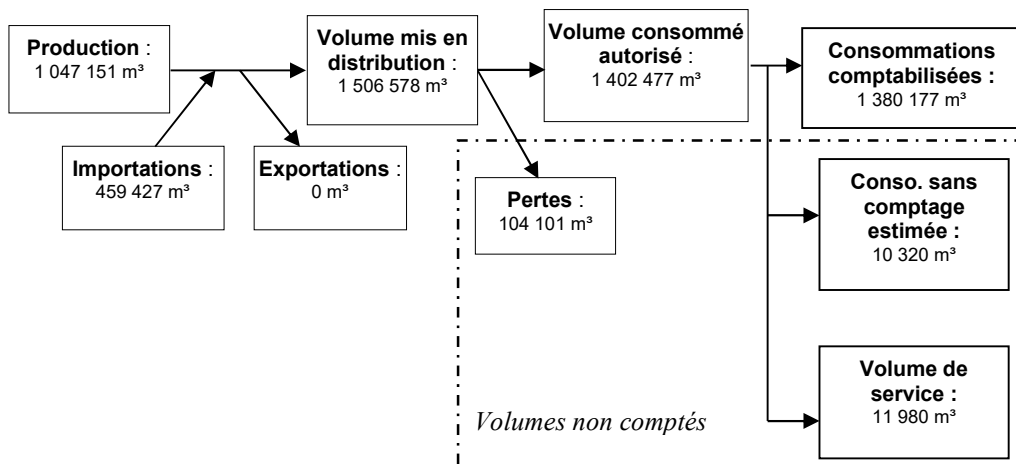 Production :
1 047 151 m³
Volume mis en
distribution :
1 506 578 m³
Volume consommé
autorisé :
1 402 477 m³
Consommations
comptabilisées :
1 380 177 m³
Importations :
459 427 m³
Exportations :
0 m³
Pertes :
104 101 m³
Conso. sans
comptage
estimée :
10 320 m³
Volume de
service :
11 980 m³
Volumes non comptés